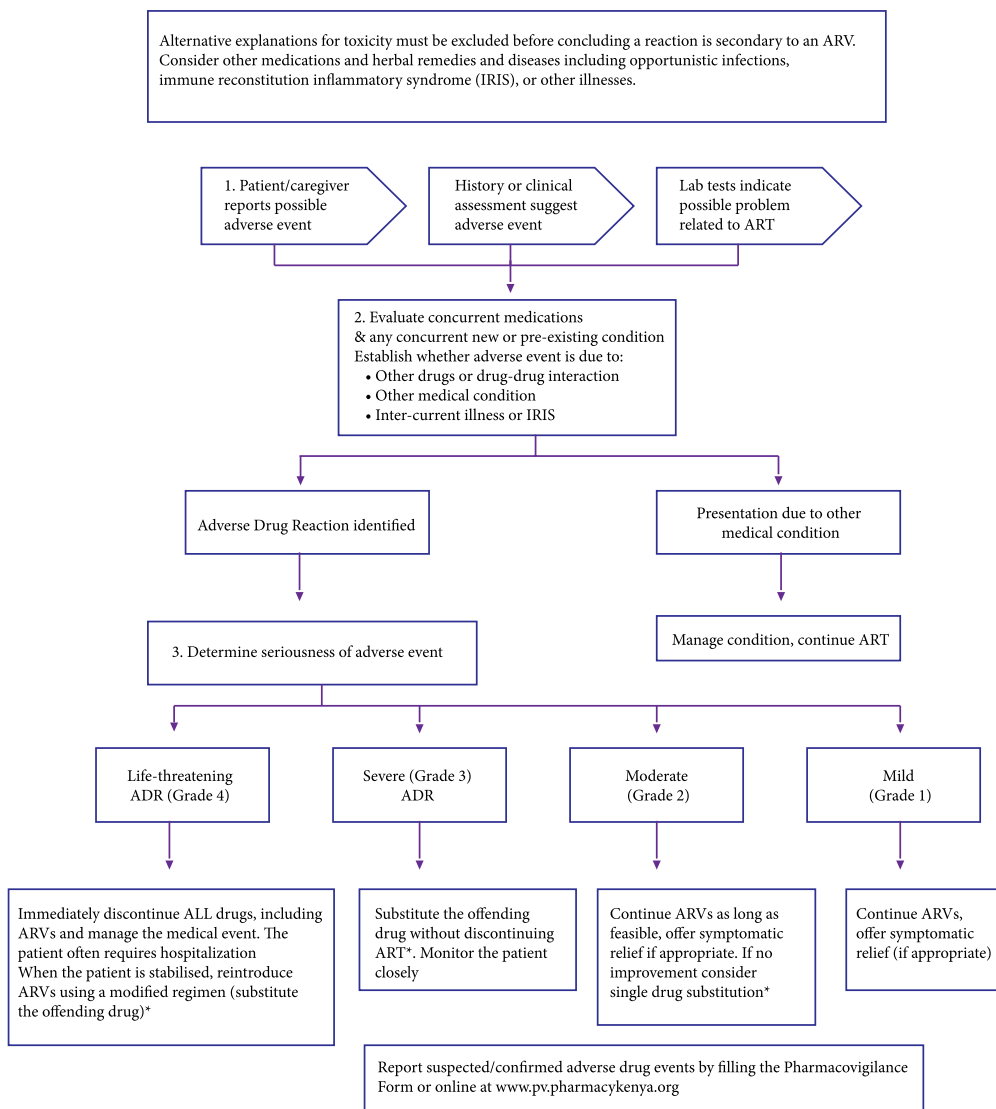 Alternative explanations for toxicity must be excluded before concluding a reaction is secondary to an ARV.
Consider other medications and herbal remedies and diseases including opportunistic infections,
immune reconstitution inflammatory syndrome (IRIS), or other illnesses.
1. Patient/caregiver
reports possible
adverse event
History or clinical
assessment suggest
adverse event
Lab tests indicate
possible problem
related to ART
2. Evaluate concurrent medications
& any concurrent new or pre-existing condition
Establish whether adverse event is due to:
• Other drugs or drug-drug interaction
• Other medical condition
• Inter-current illness or IRIS
Adverse Drug Reaction identified
Presentation due to other
medical condition
Manage condition, continue ART
3. Determine seriousness of adverse event
Life-threatening
ADR (Grade 4)
Severe (Grade 3)
ADR
Moderate
(Grade 2)
Mild
(Grade 1)
Immediately discontinue ALL drugs, including
ARVs and manage the medical event. The
patient often requires hospitalization
When the patient is stabilised, reintroduce
ARVs using a modified regimen (substitute
the offending drug)*
Substitute the offending
drug without discontinuing
ART*. Monitor the patient
closely
Continue ARVs as long as
feasible, offer symptomatic
relief if appropriate. If no
improvement consider
single drug substitution*
Continue ARVs,
offer symptomatic
relief (if appropriate)
Report suspected/confirmed adverse drug events by filling the Pharmacovigilance
Form or online at www.pv.pharmacykenya.org